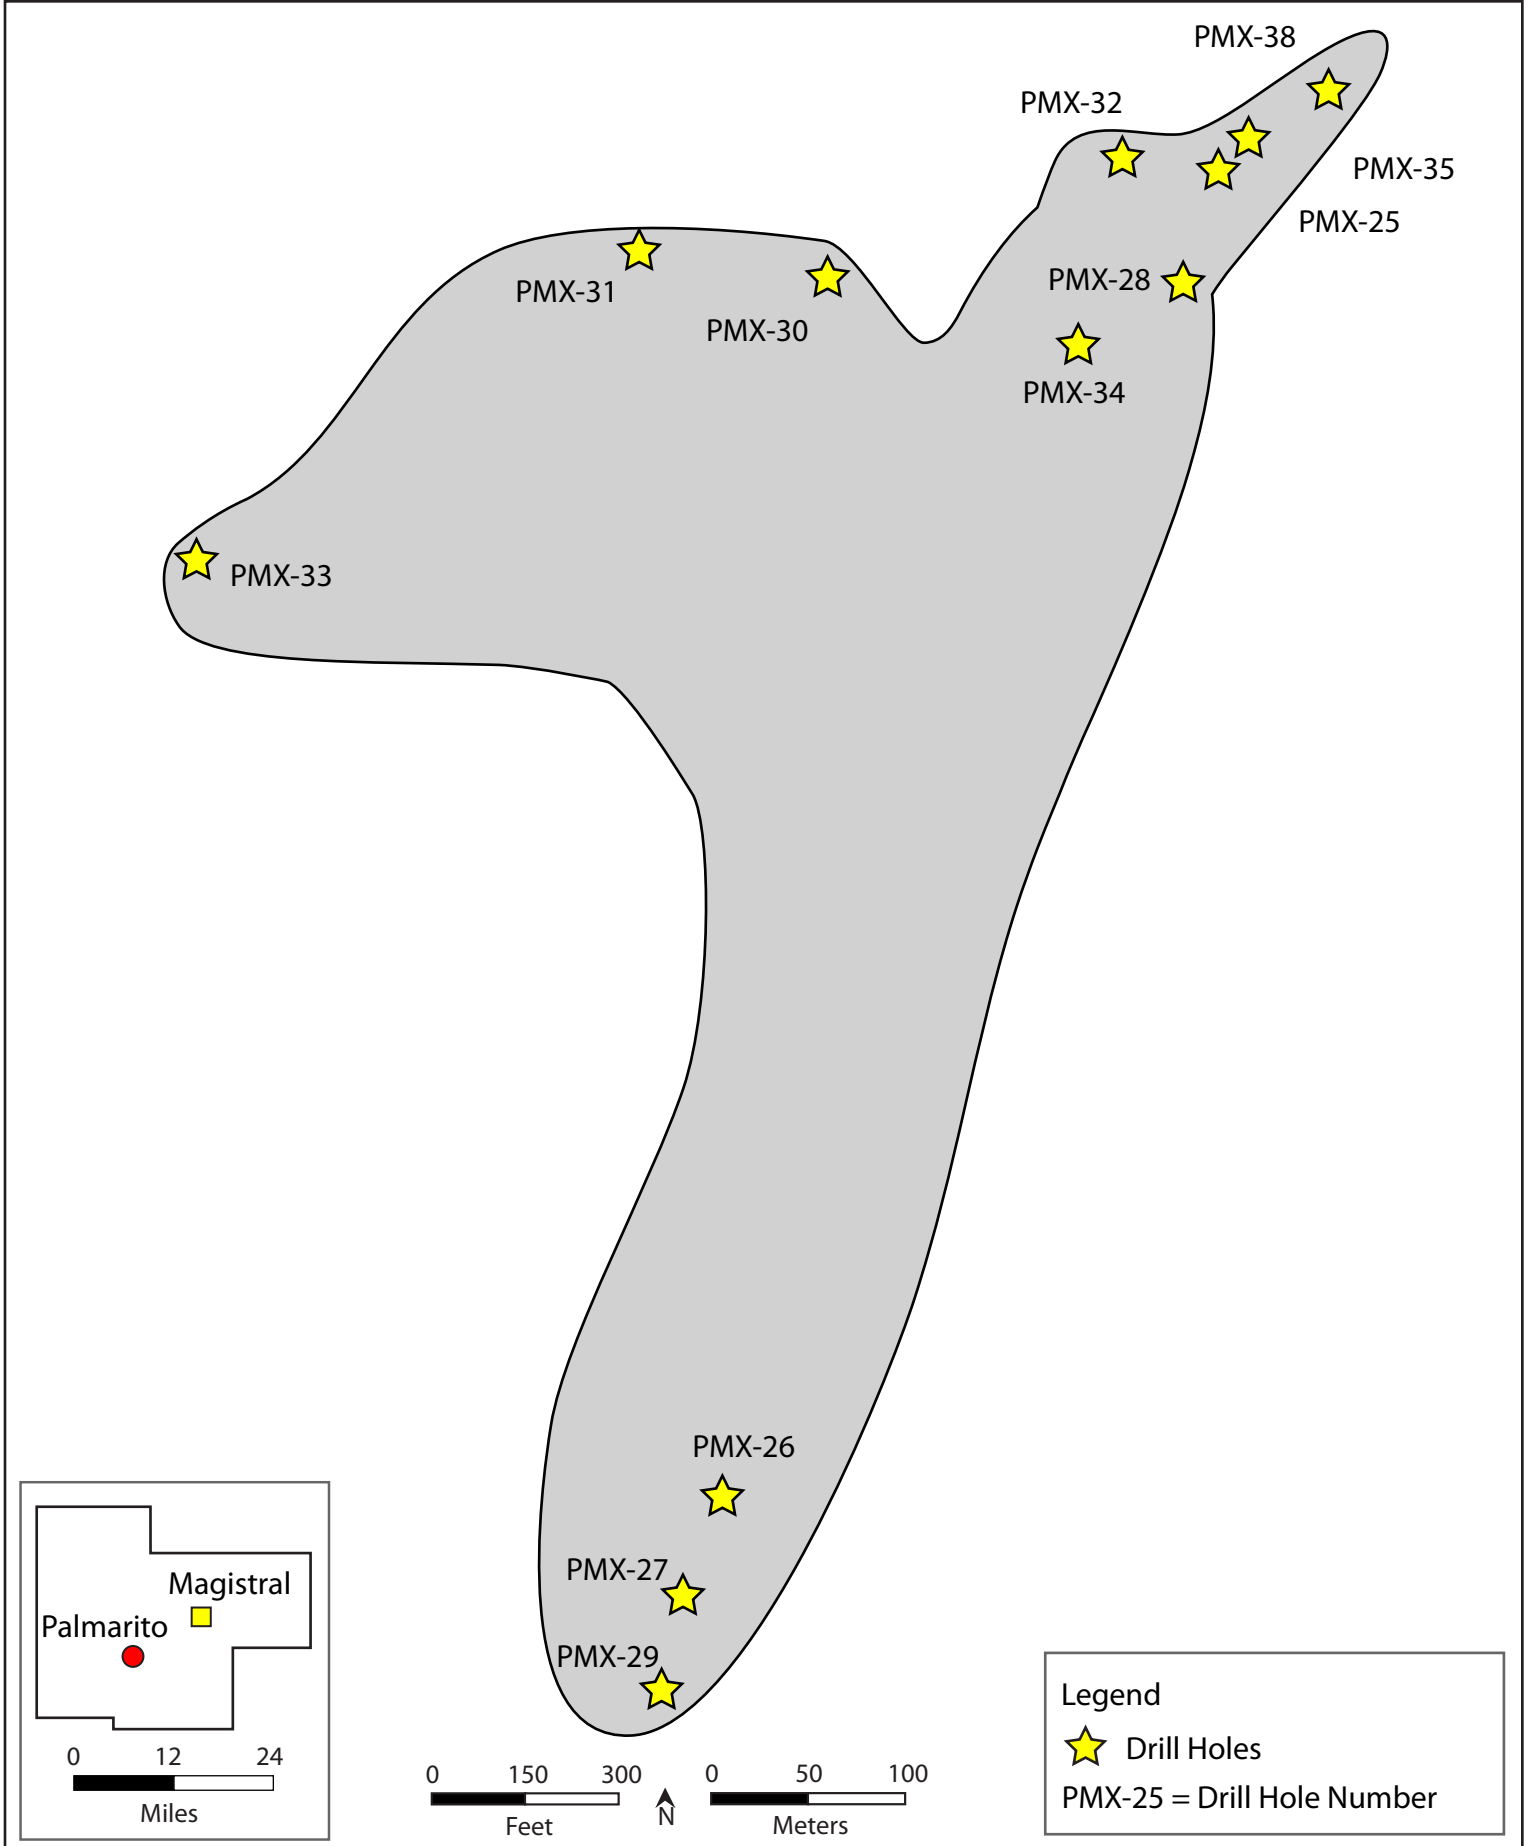 PMX-38
PMX-32
PMX-35
PMX-25
PMX-28
PMX-31
PMX-30
PMX-34
PMX-33
PMX-26
PMX-27
PMX-29
Magistral
Palmarito
0 12 24
Miles
0 150 300
Feet
N
0 50 100
Meters
Legend
Drill Holes
PMX-25 = Drill Hole Number